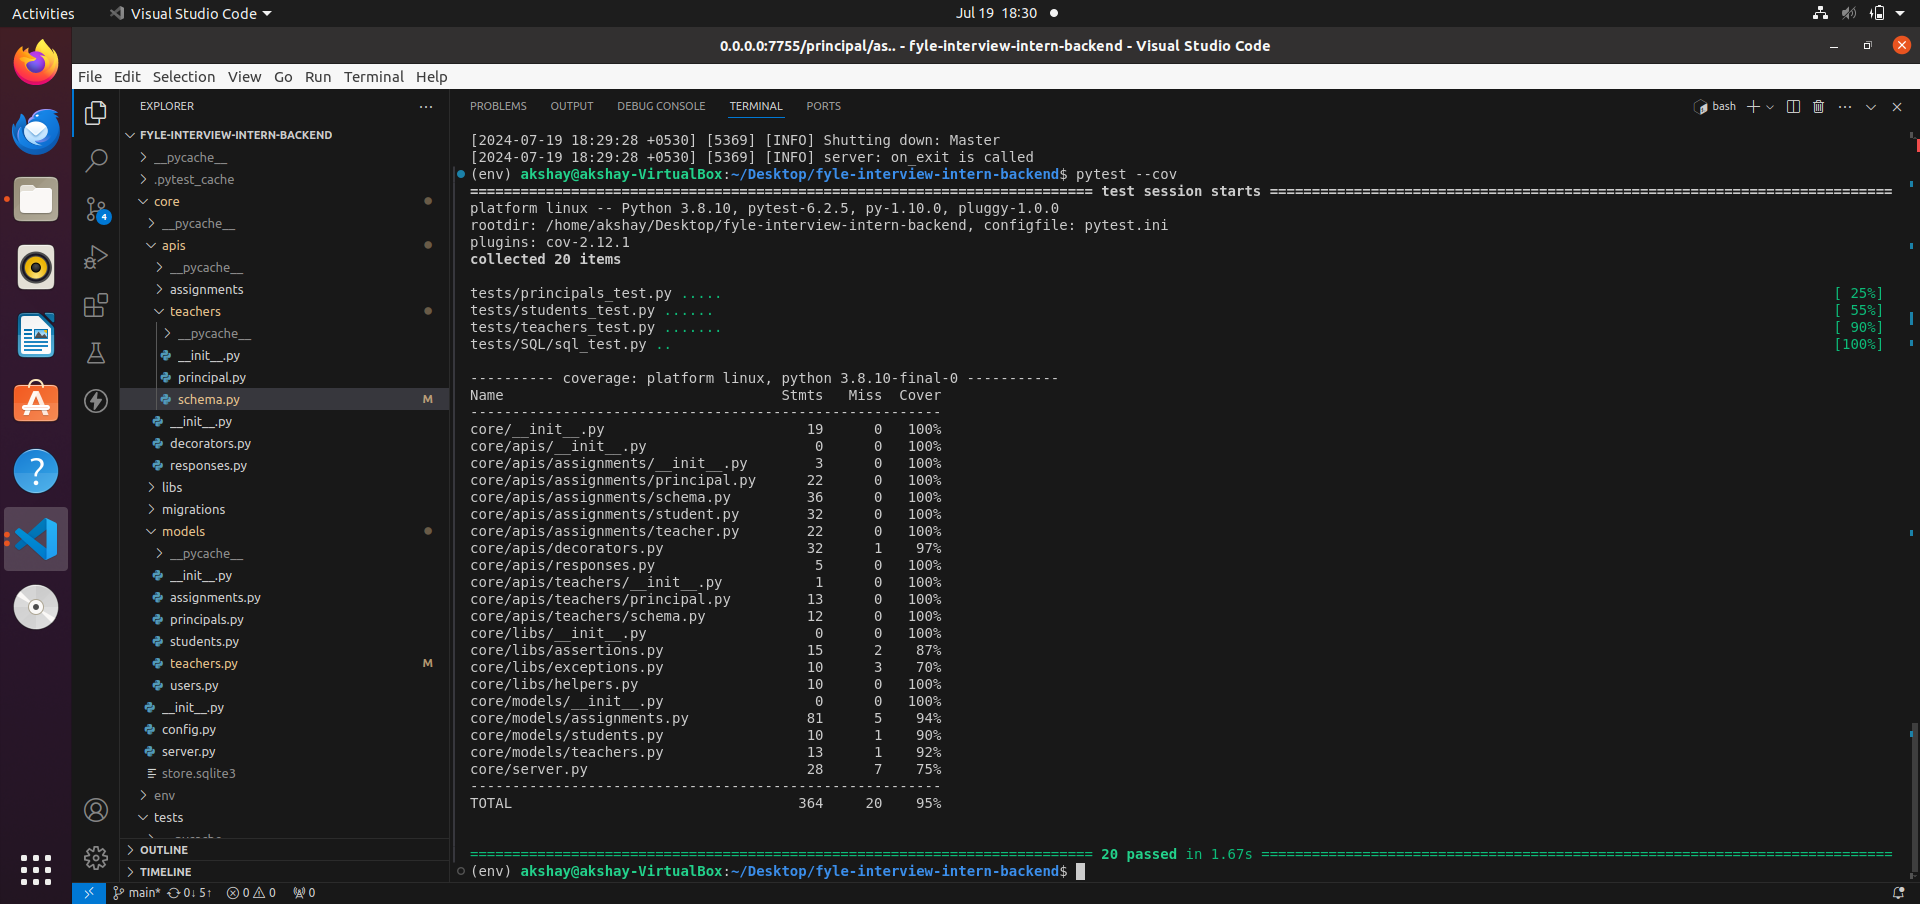 Activities
Visual Studio Code
Jul 19 18:30
0.0.0.0:7755/principal/as.. - fyle-interview-intern-backend - Visual Studio Code
File Edit Selection View Go Run Terminal Help
EXPLORER
FYLE-INTERVIEW-INTERN-BACKEND
__pycache__
.pytest_cache
core
__pycache__
apis
__pycache__
assignments
teachers
__pycache__
__init__.py
principal.py
schema.py M
__init__.py
decorators.py
responses.py
libs
migrations
models
__pycache__
__init__.py
assignments.py
principals.py
students.py
teachers.py M
users.py
__init__.py
config.py
server.py
store.sqlite3
env
tests
__pycache__
OUTLINE
TIMELINE
4
PROBLEMS OUTPUT DEBUG CONSOLE TERMINAL PORTS
bash
[2024-07-19 18:29:28 +0530] [5369] [INFO] Shutting down: Master
[2024-07-19 18:29:28 +0530] [5369] [INFO] server: on_exit is called
(env) akshay@akshay-VirtualBox:~/Desktop/fyle-interview-intern-backend$ pytest --cov
========================================================================== test session starts ==========================================================================
platform linux -- Python 3.8.10, pytest-6.2.5, py-1.10.0, pluggy-1.0.0
rootdir: /home/akshay/Desktop/fyle-interview-intern-backend, configfile: pytest.ini
plugins: cov-2.12.1
collected 20 items
tests/principals_test.py ..... [ 25%]
tests/students_test.py ...... [ 55%]
tests/teachers_test.py ....... [ 90%]
tests/SQL/sql_test.py .. [100%]
---------- coverage: platform linux, python 3.8.10-final-0 -----------
Name Stmts Miss Cover
--------------------------------------------------------
core/__init__.py 19 0 100%
core/apis/__init__.py 0 0 100%
core/apis/assignments/__init__.py 3 0 100%
core/apis/assignments/principal.py 22 0 100%
core/apis/assignments/schema.py 36 0 100%
core/apis/assignments/student.py 32 0 100%
core/apis/assignments/teacher.py 22 0 100%
core/apis/decorators.py 32 1 97%
core/apis/responses.py 5 0 100%
core/apis/teachers/__init__.py 1 0 100%
core/apis/teachers/principal.py 13 0 100%
core/apis/teachers/schema.py 12 0 100%
core/libs/__init__.py 0 0 100%
core/libs/assertions.py 15 2 87%
core/libs/exceptions.py 10 3 70%
core/libs/helpers.py 10 0 100%
core/models/__init__.py 0 0 100%
core/models/assignments.py 81 5 94%
core/models/students.py 10 1 90%
core/models/teachers.py 13 1 92%
core/server.py 28 7 75%
--------------------------------------------------------
TOTAL 364 20 95%
========================================================================== 20 passed in 1.67s ===========================================================================
(env) akshay@akshay-VirtualBox:~/Desktop/fyle-interview-intern-backend$
main* 0↓ 5↑ 0 0 0